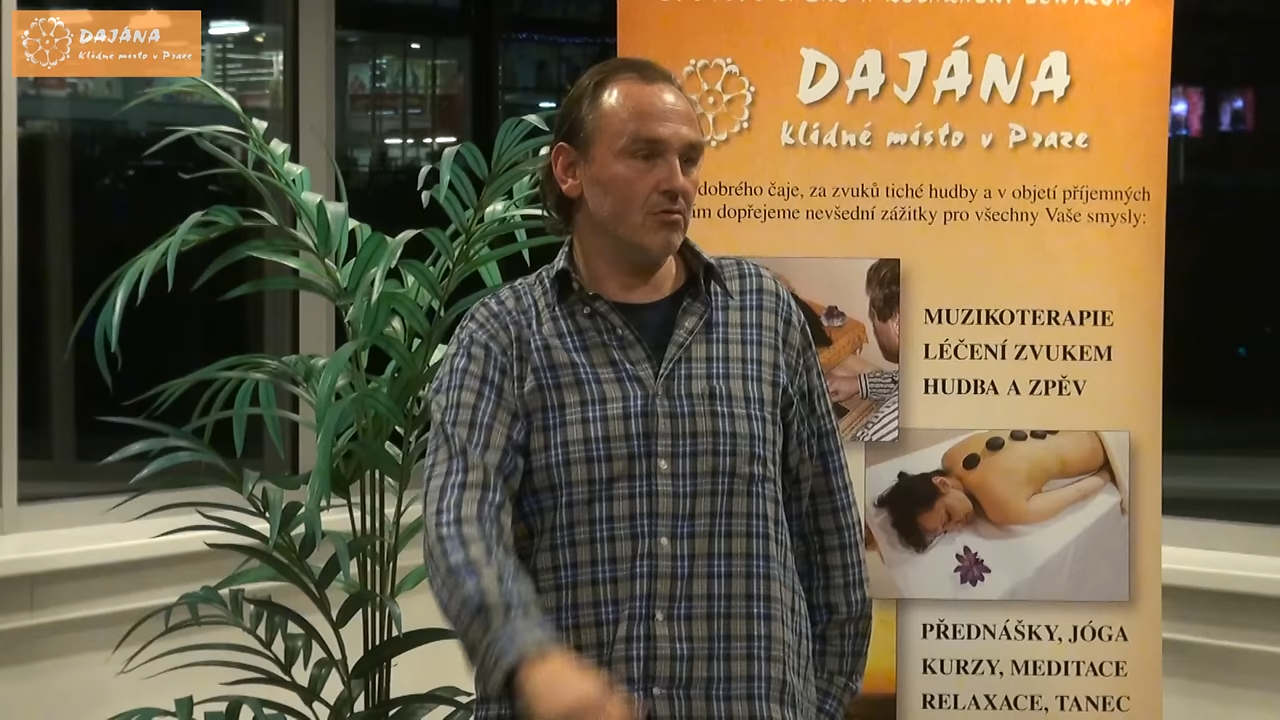 DAJÁNA
Klidné místo v Praze
DAJÁNA
Klidné místo v Praze
dobrého čaje, za zvuků tiché hudby a v objetí příjemných
dopřejeme nevšední zážitky pro všechny Vaše smysly:
MUZIKOTERAPIE
LÉČENÍ ZVUKEM
HUDBA A ZPĚV
PŘEDNÁŠKY, JÓGA
KURZY, MEDITACE
RELAXACE, TANEC